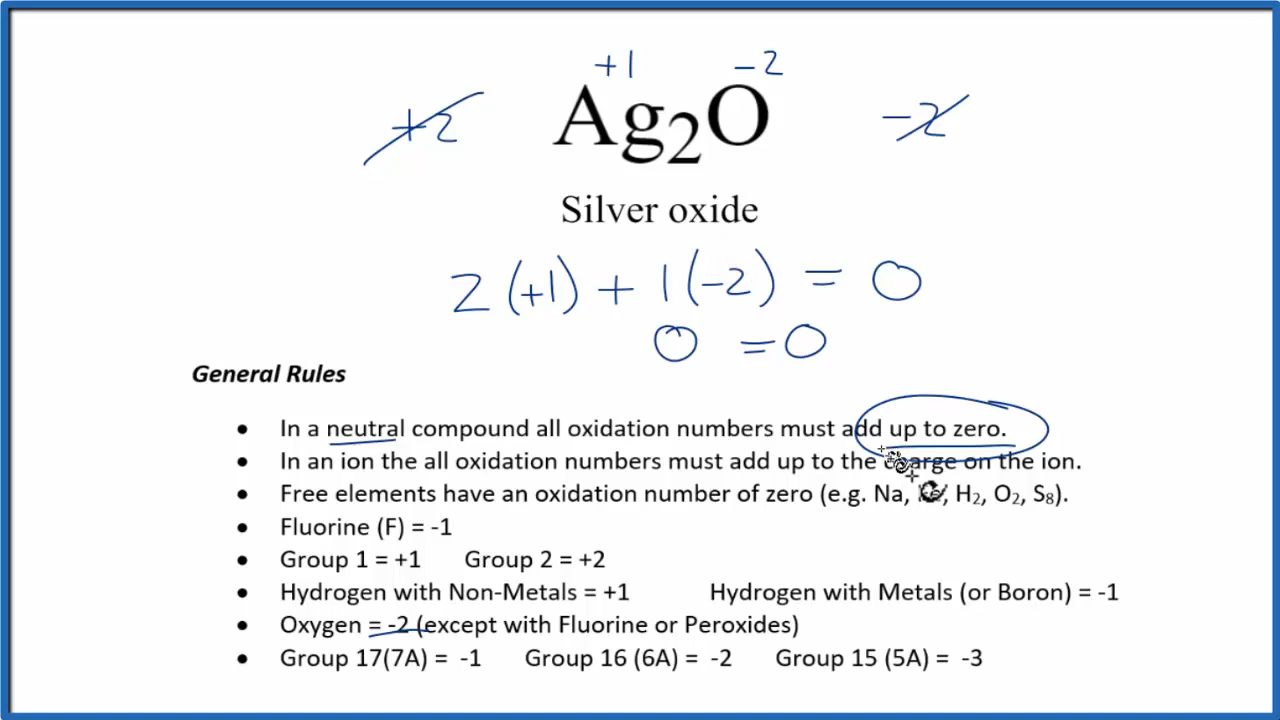 +1 -2
+2 Ag₂O -2
Silver oxide
2 (+1) + 1 (-2) = 0
0 = 0
General Rules
• In a neutral compound all oxidation numbers must add up to zero.
• In an ion the all oxidation numbers must add up to the charge on the ion.
• Free elements have an oxidation number of zero (e.g. Na, , H₂, O₂, S₈).
• Fluorine (F) = -1
• Group 1 = +1 Group 2 = +2
• Hydrogen with Non-Metals = +1 Hydrogen with Metals (or Boron) = -1
• Oxygen = -2 (except with Fluorine or Peroxides)
• Group 17(7A) = -1 Group 16 (6A) = -2 Group 15 (5A) = -3